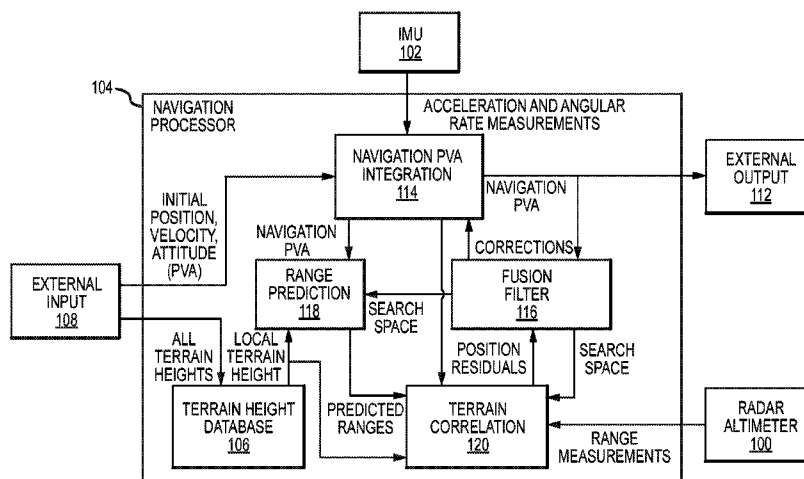 IMU
102
104
NAVIGATION
PROCESSOR
ACCELERATION AND ANGULAR
RATE MEASUREMENTS
NAVIGATION PVA
INTEGRATION
114
EXTERNAL
OUTPUT
112
NAVIGATION
PVA
INITIAL
POSITION,
VELOCITY,
ATTITUDE
(PVA)
NAVIGATION
PVA
CORRECTIONS
EXTERNAL
INPUT
108
RANGE
PREDICTION
118
SEARCH
SPACE
FUSION
FILTER
116
ALL
TERRAIN
HEIGHTS
LOCAL
TERRAIN
HEIGHT
POSITION
RESIDUALS
SEARCH
SPACE
TERRAIN HEIGHT
DATABASE
106
PREDICTED
RANGES
TERRAIN
CORRELATION
120
RANGE
MEASUREMENTS
RADAR
ALTIMETER
100